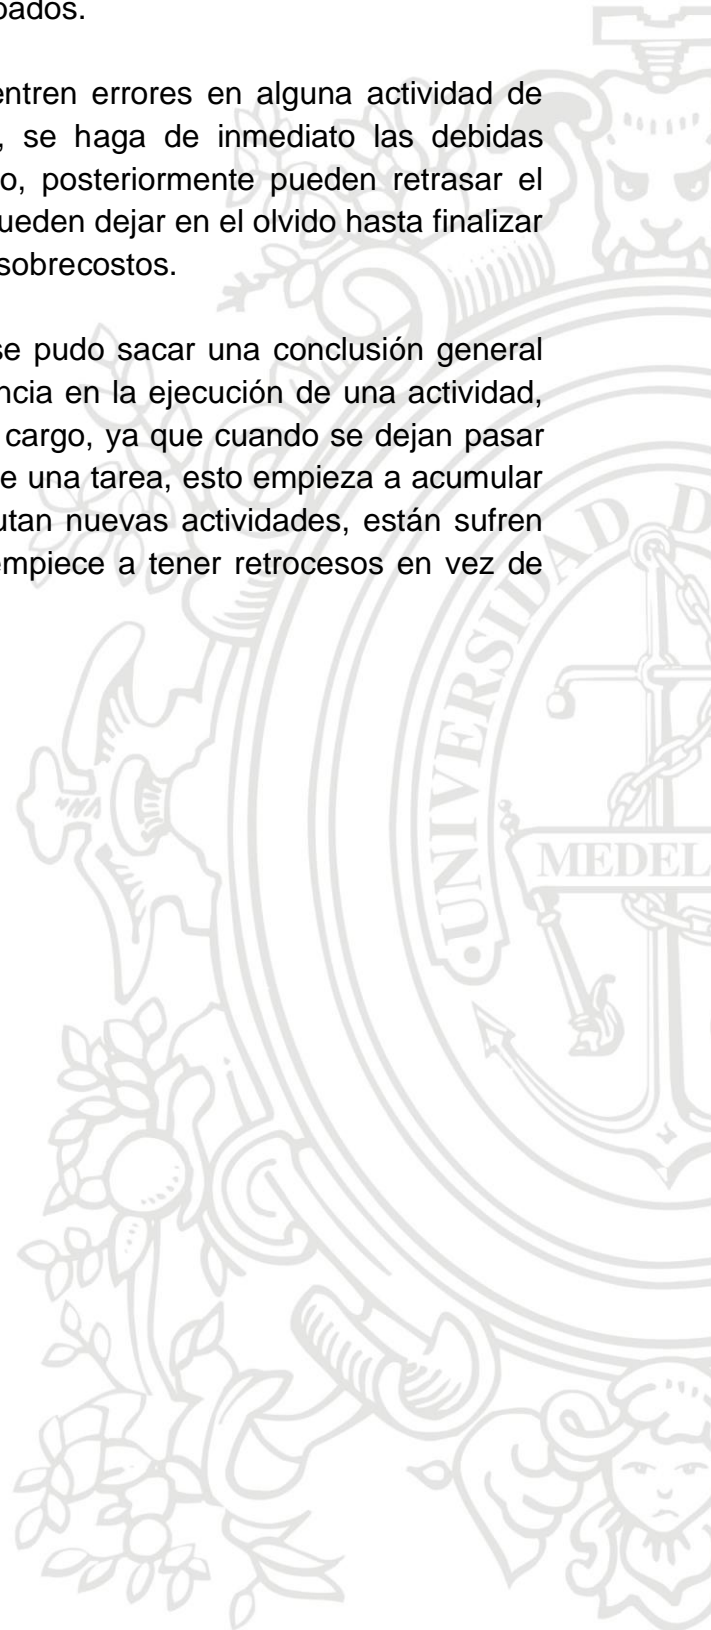 bados.
entren errores en alguna actividad de
, se haga de inmediato las debidas
o, posteriormente pueden retrasar el
ueden dejar en el olvido hasta finalizar
sobrecostos.
se pudo sacar una conclusión general
ncia en la ejecución de una actividad,
cargo, ya que cuando se dejan pasar
e una tarea, esto empieza a acumular
utan nuevas actividades, están sufren
empiece a tener retrocesos en vez de
UNIVERSIDAD D
MEDEL